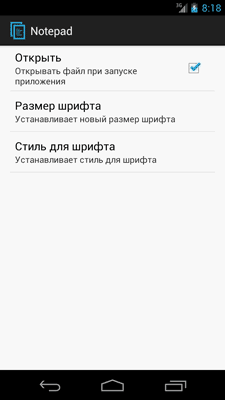 3G 8:18
Notepad
Открыть
Открывать файл при запуске
приложения
Размер шрифта
Устанавливает новый размер шрифта
Стиль для шрифта
Устанавливает стиль для шрифта